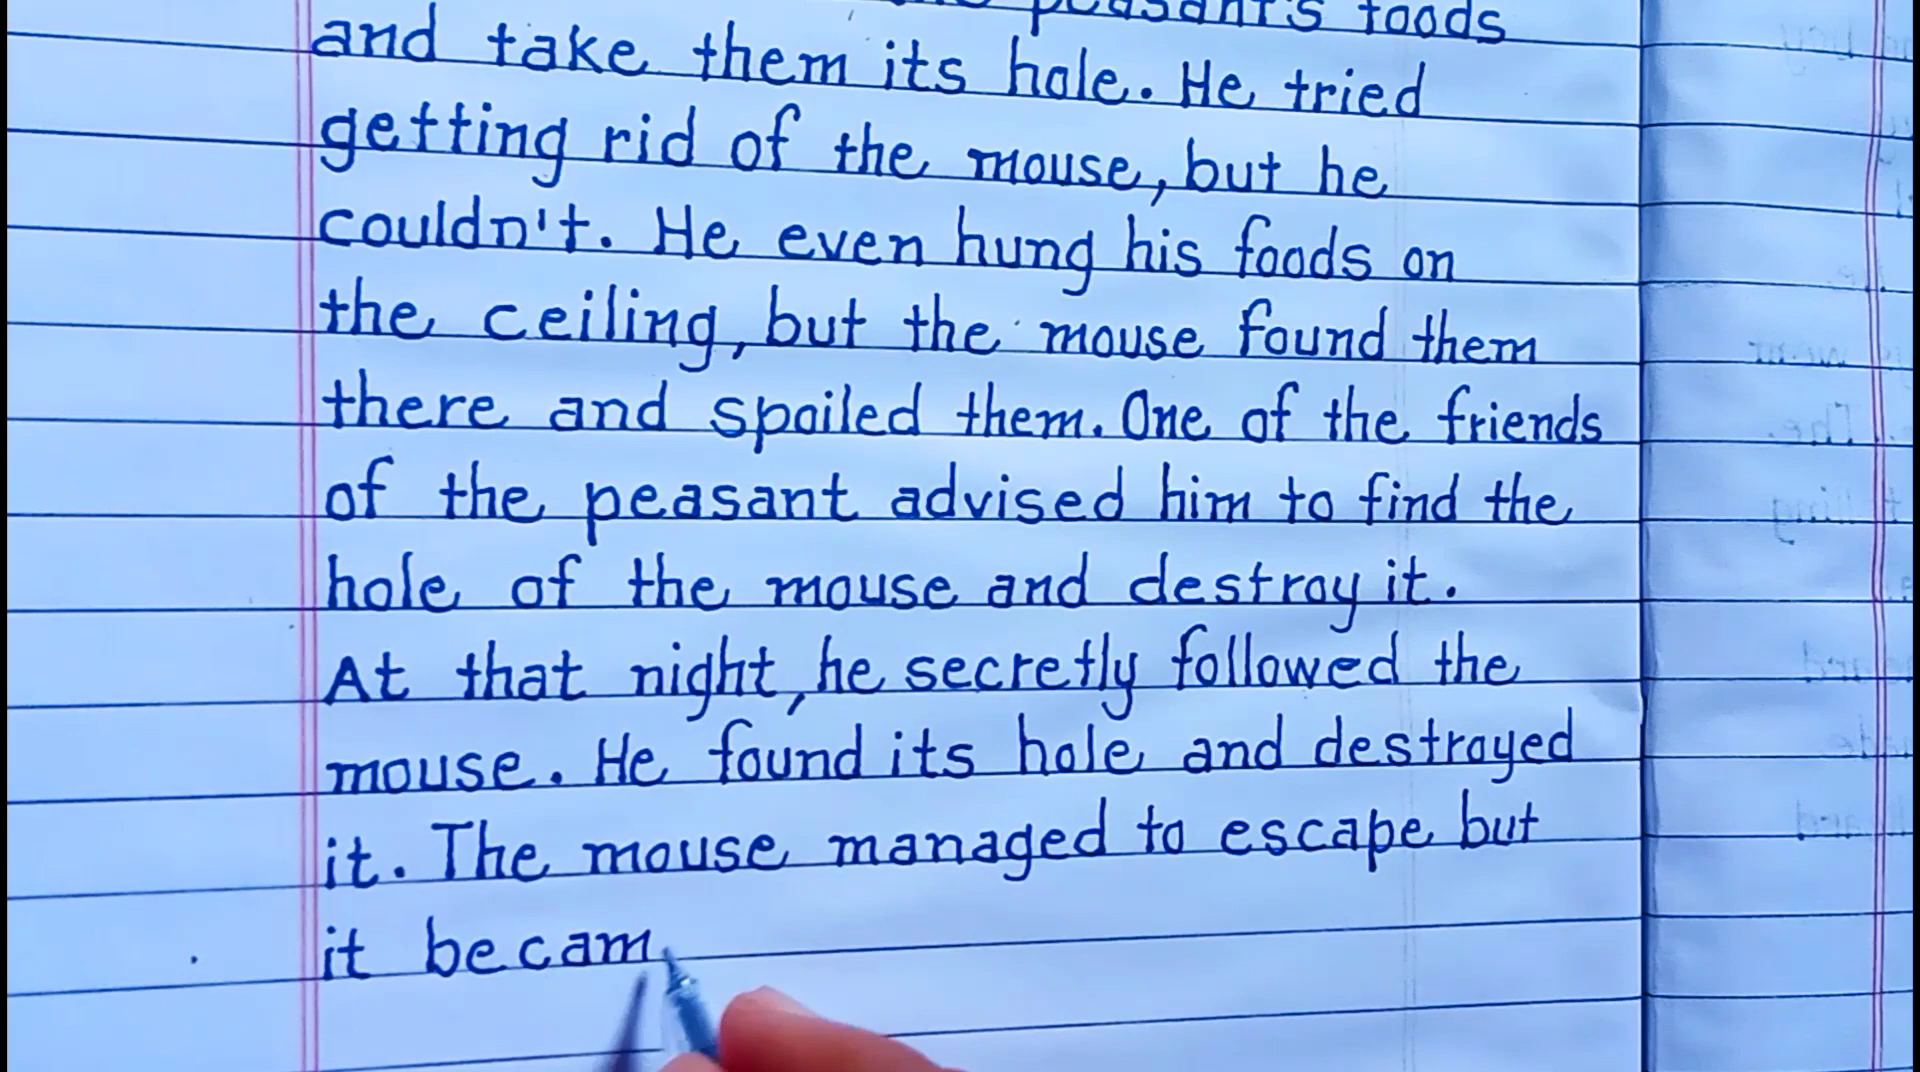 peasant's foods
and take them its hole. He tried
getting rid of the mouse, but he
couldn't. He even hung his foods on
the ceiling, but the mouse found them
there and spoiled them. One of the friends
of the peasant advised him to find the
hole of the mouse and destroy it.
At that night, he secretly followed the
mouse. He found its hole and destroyed
it. The mouse managed to escape but
it becam